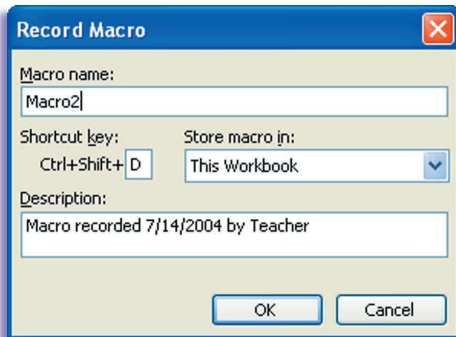 Record Macro
Macro name:
Macro2
Shortcut key: Store macro in:
Ctrl+Shift+ D This Workbook
Description:
Macro recorded 7/14/2004 by Teacher
OK Cancel